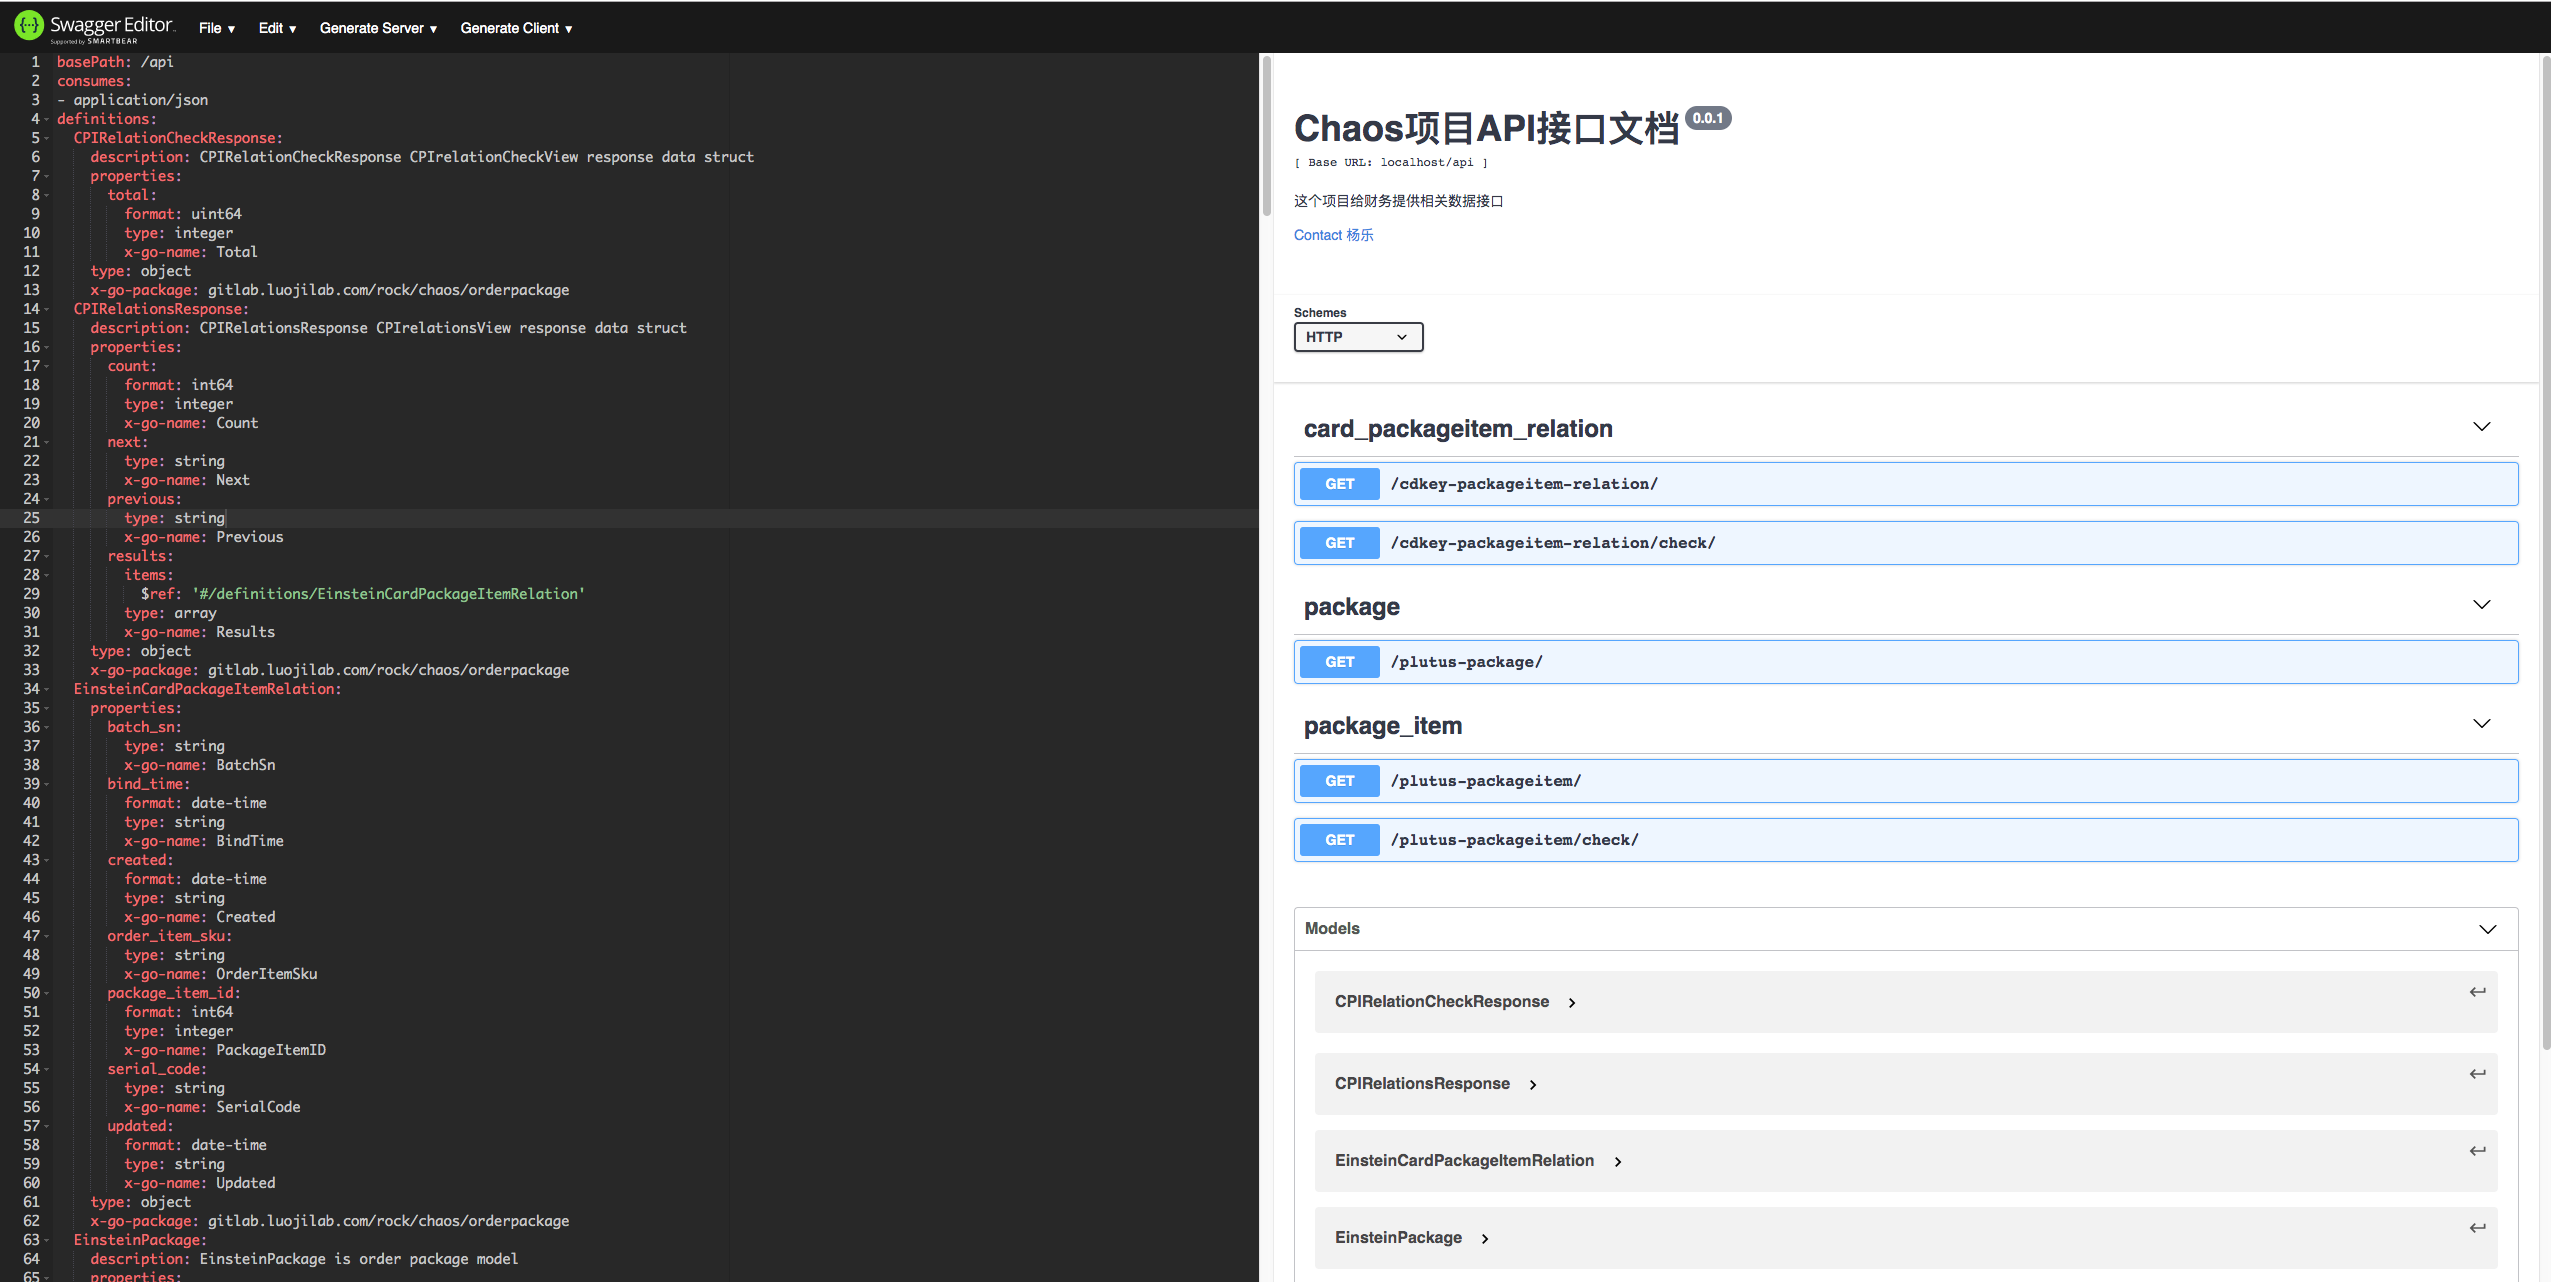 Swagger Editor
Supported by SMARTBEAR
File ▾
Edit ▾
Generate Server ▾
Generate Client ▾
1 basePath: /api
2 consumes:
3 - application/json
4 definitions:
5 CPIRelationCheckResponse:
6 description: CPIRelationCheckResponse CPIrelationCheckView response data struct
7 properties:
8 total:
9 format: uint64
10 type: integer
11 x-go-name: Total
12 type: object
13 x-go-package: gitlab.luojilab.com/rock/chaos/orderpackage
14 CPIRelationsResponse:
15 description: CPIRelationsResponse CPIrelationsView response data struct
16 properties:
17 count:
18 format: int64
19 type: integer
20 x-go-name: Count
21 next:
22 type: string
23 x-go-name: Next
24 previous:
25 type: string
26 x-go-name: Previous
27 results:
28 items:
29 $ref: '#/definitions/EinsteinCardPackageItemRelation'
30 type: array
31 x-go-name: Results
32 type: object
33 x-go-package: gitlab.luojilab.com/rock/chaos/orderpackage
34 EinsteinCardPackageItemRelation:
35 properties:
36 batch_sn:
37 type: string
38 x-go-name: BatchSn
39 bind_time:
40 format: date-time
41 type: string
42 x-go-name: BindTime
43 created:
44 format: date-time
45 type: string
46 x-go-name: Created
47 order_item_sku:
48 type: string
49 x-go-name: OrderItemSku
50 package_item_id:
51 format: int64
52 type: integer
53 x-go-name: PackageItemID
54 serial_code:
55 type: string
56 x-go-name: SerialCode
57 updated:
58 format: date-time
59 type: string
60 x-go-name: Updated
61 type: object
62 x-go-package: gitlab.luojilab.com/rock/chaos/orderpackage
63 EinsteinPackage:
64 description: EinsteinPackage is order package model
65 properties:
Chaos项目API接口文档 0.0.1
[ Base URL: localhost/api ]
这个项目给财务提供相关数据接口
Contact 杨乐
Schemes
HTTP
card_packageitem_relation
GET /cdkey-packageitem-relation/
GET /cdkey-packageitem-relation/check/
package
GET /plutus-package/
package_item
GET /plutus-packageitem/
GET /plutus-packageitem/check/
Models
CPIRelationCheckResponse
CPIRelationsResponse
EinsteinCardPackageItemRelation
EinsteinPackage